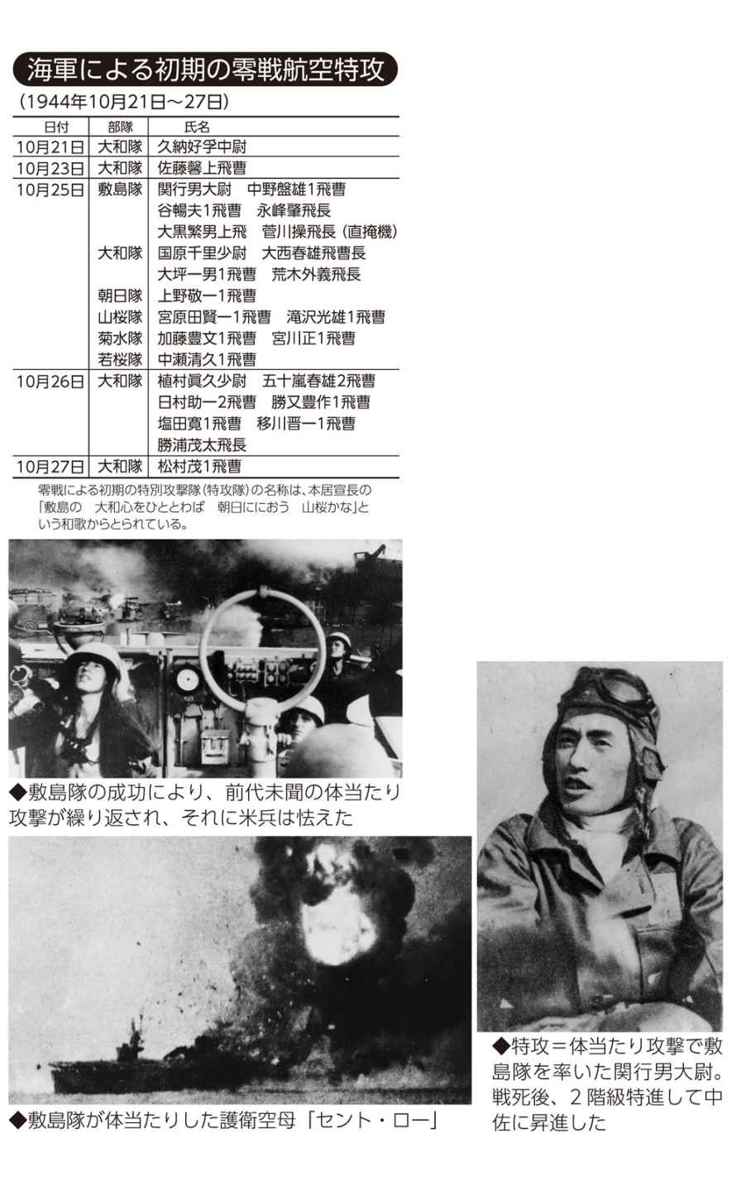 海軍による初期の零戦航空特攻
（1944年10月21日〜27日）
日付 部隊 氏名
10月21日 大和隊 久納好孚中尉
10月23日 大和隊 佐藤馨上飛曹
10月25日 敷島隊 関行男大尉 中野盤雄1飛曹
谷暢夫1飛曹 永峰肇飛長
大黒繁男上飛 菅川操飛長（直掩機）
大和隊 国原千里少尉 大西春雄飛曹長
大坪一男1飛曹 荒木外義飛長
朝日隊 上野敬一1飛曹
山桜隊 宮原田賢一1飛曹 滝沢光雄1飛曹
菊水隊 加藤豊文1飛曹 宮川正1飛曹
若桜隊 中瀬清久1飛曹
10月26日 大和隊 植村眞久少尉 五十嵐春雄2飛曹
日村助一2飛曹 勝又豊作1飛曹
塩田寛1飛曹 移川晋一1飛曹
勝浦茂太飛長
10月27日 大和隊 松村茂1飛曹
零戦による初期の特別攻撃隊（特攻隊）の名称は、本居宣長の
「敷島の 大和心をひととわば 朝日ににおう 山桜かな」と
いう和歌からとられている。
◆敷島隊の成功により、前代未聞の体当たり
攻撃が繰り返され、それに米兵は怯えた
◆敷島隊が体当たりした護衛空母「セント・ロー」
◆特攻＝体当たり攻撃で敷
島隊を率いた関行男大尉。
戦死後、2階級特進して中
佐に昇進した